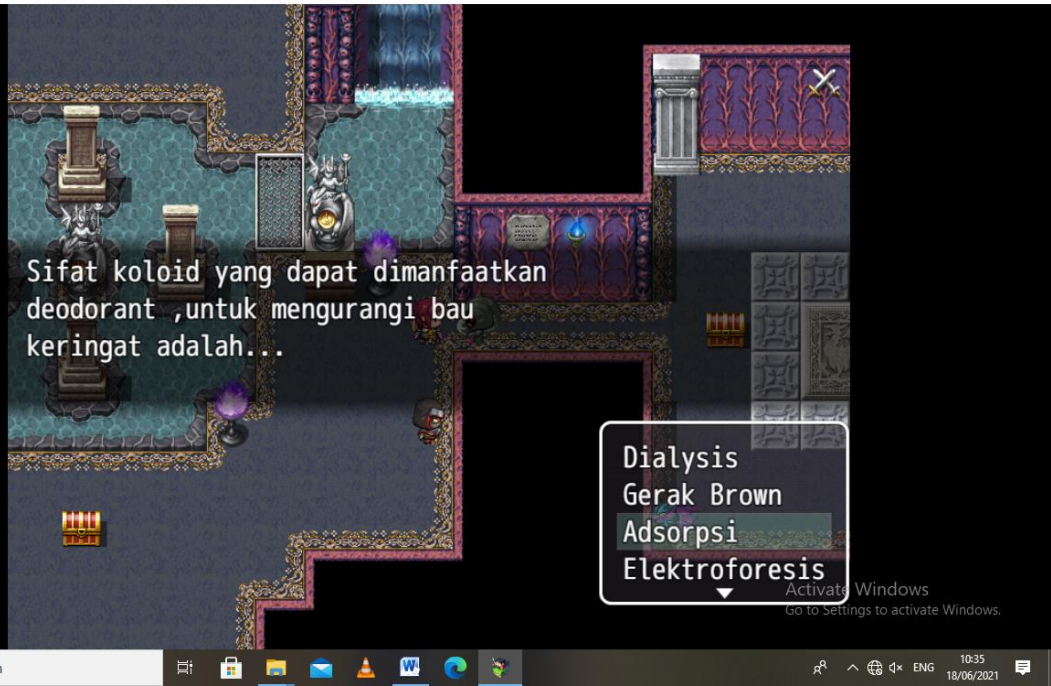 Sifat koloid yang dapat dimanfaatkan
deodorant ,untuk mengurangi bau
keringat adalah...
Dialysis
Gerak Brown
Adsorpsi
Elektroforesis
Activate Windows
Go to Settings to activate Windows.
ENG
10:35
18/06/2021